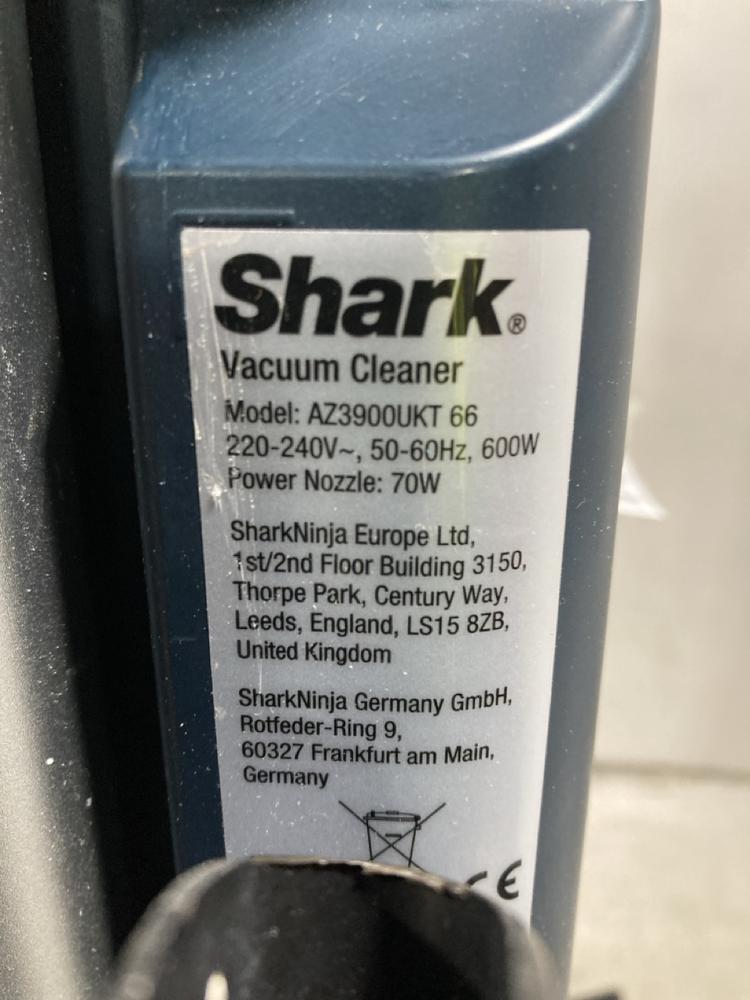 Shark®
Vacuum Cleaner
Model: AZ3900UKT 66
220-240V~, 50-60Hz, 600W
Power Nozzle: 70W
SharkNinja Europe Ltd,
1st/2nd Floor Building 3150,
Thorpe Park, Century Way,
Leeds, England, LS15 8ZB,
United Kingdom
SharkNinja Germany GmbH,
Rotfeder-Ring 9,
60327 Frankfurt am Main,
Germany
CE